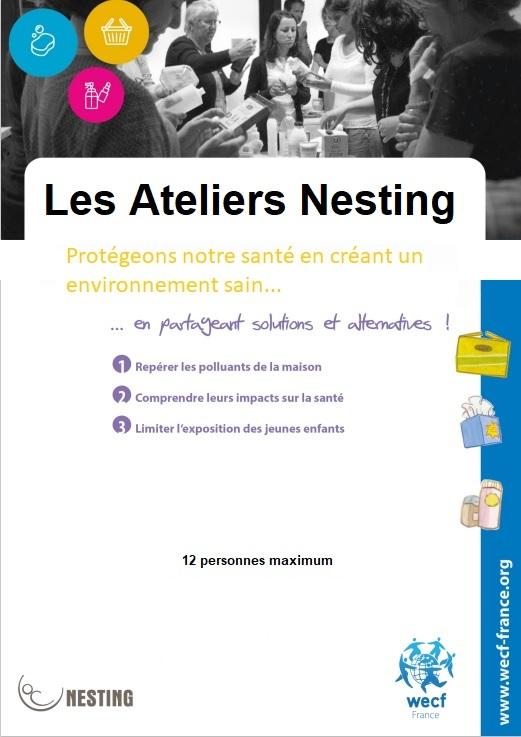 Les Ateliers Nesting
Protégeons notre santé en créant un
environnement sain...
... en partageant solutions et alternatives !
1 Repérer les polluants de la maison
2 Comprendre leurs impacts sur la santé
3 Limiter l'exposition des jeunes enfants
12 personnes maximum
www.wecf-france.org
NESTING
wecf
France